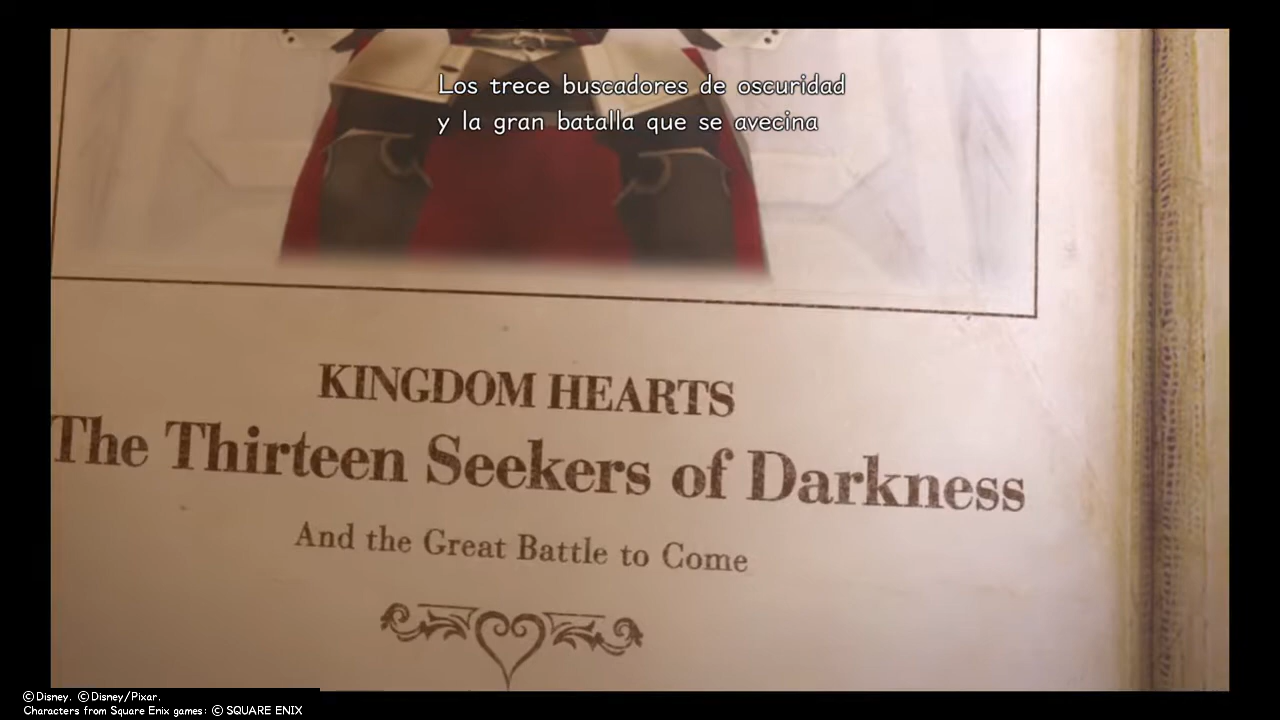 Los trece buscadores de oscuridad
y la gran batalla que se avecina
KINGDOM HEARTS
The Thirteen Seekers of Darkness
And the Great Battle to Come
©Disney. ©Disney/Pixar.
Characters from Square Enix games: © SQUARE ENIX